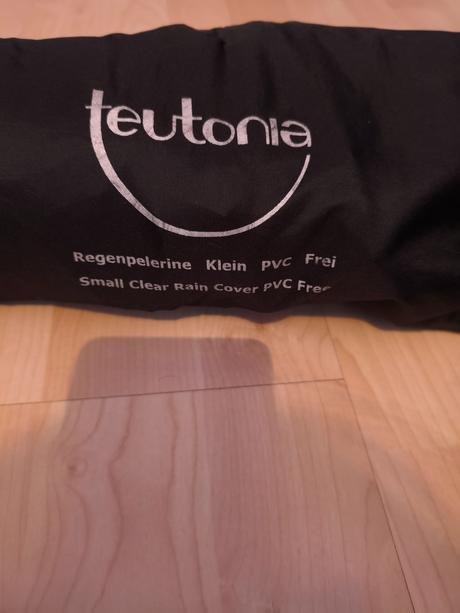 teutonia
Regenpelerine Klein PVC Frei
Small Clear Rain Cover PVC Free